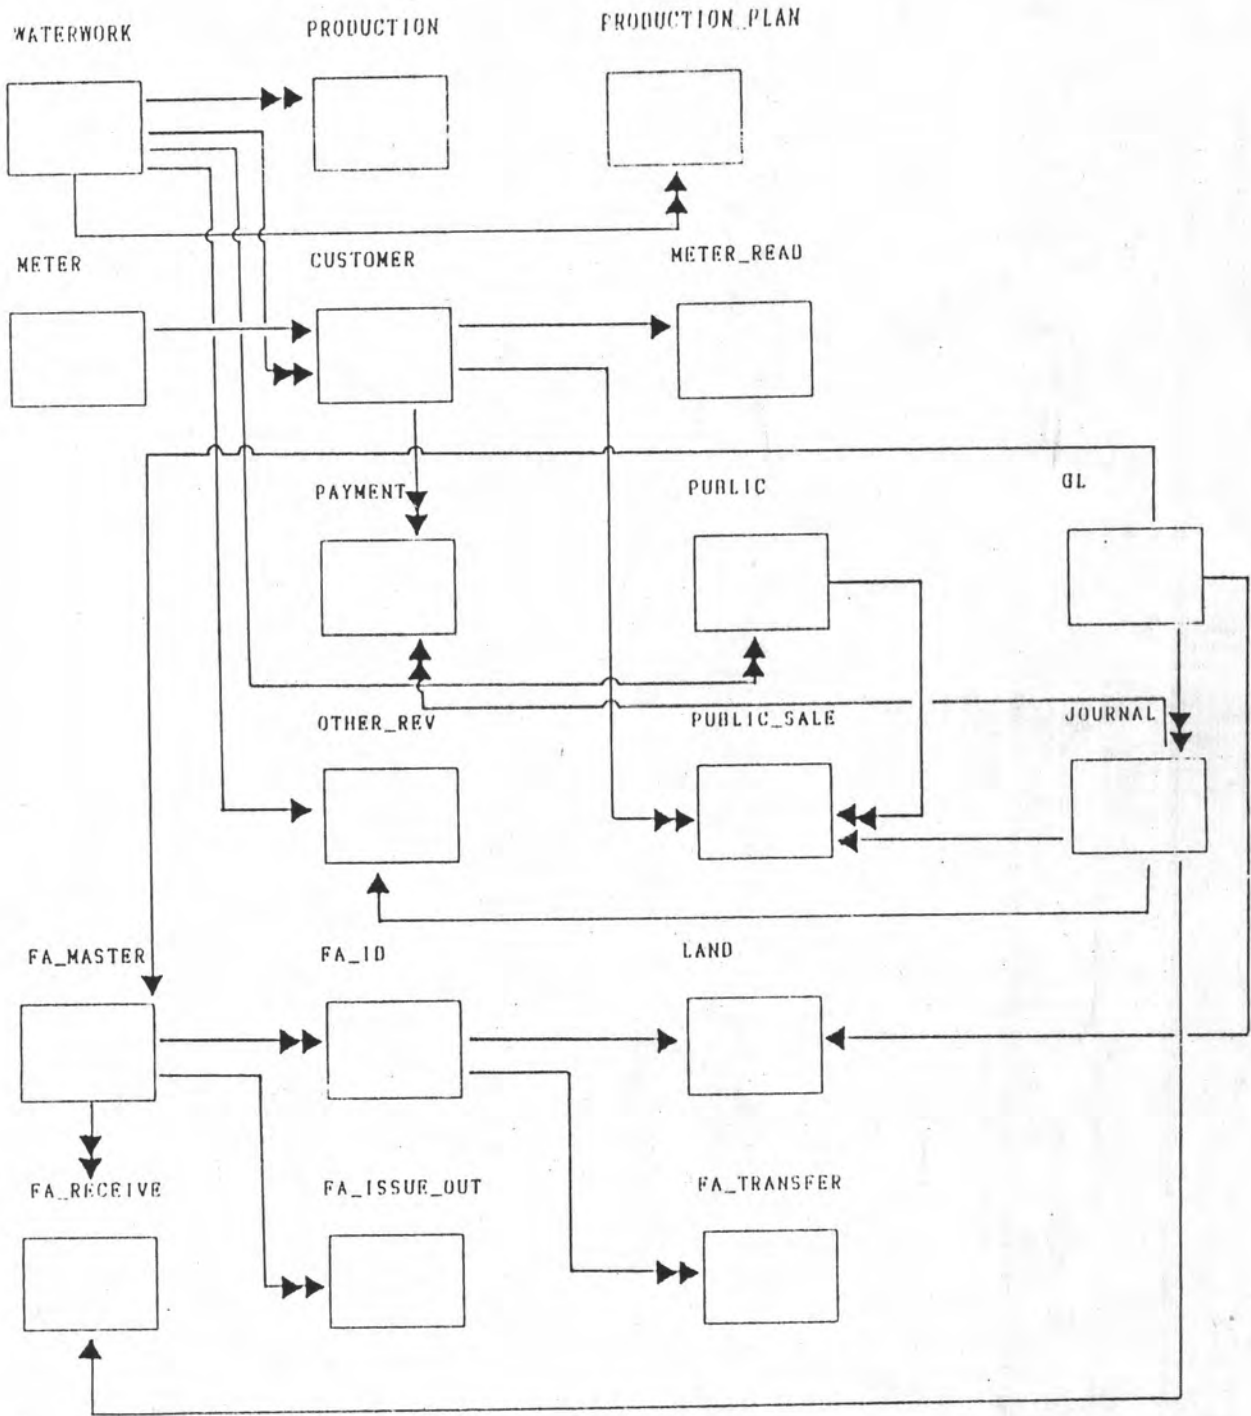 WATERWORK
PRODUCTION
PRODUCTION_PLAN
METER
CUSTOMER
METER_READ
PAYMENT
PUBLIC
GL
OTHER_REV
PUBLIC_SALE
JOURNAL
FA_MASTER
FA_ID
LAND
FA_RECEIVE
FA_ISSUE_OUT
FA_TRANSFER